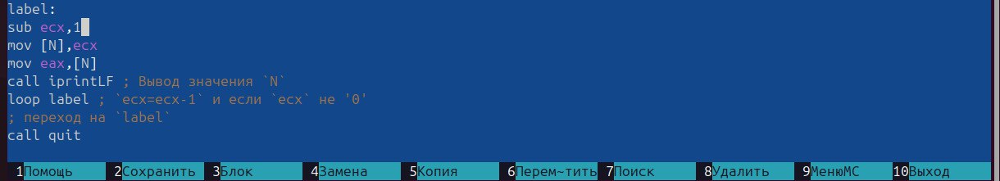 label:
sub ecx,1
mov [N],ecx
mov eax,[N]
call iprintLF ; Вывод значения `N`
loop label ; `ecx=ecx-1` и если `ecx` не '0'
; переход на `label`
call quit
1Помощь 2Сохранить 3Блок 4Замена 5Копия 6Перем~тить 7Поиск 8Удалить 9МенюMC 10Выход